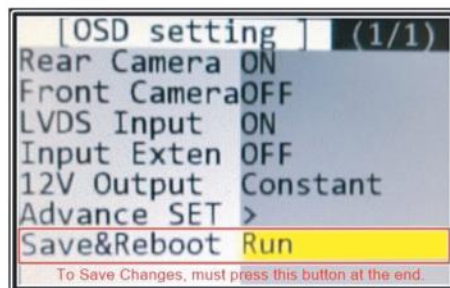 [OSD setting ] (1/1)
Rear Camera ON
Front CameraOFF
LVDS Input ON
Input Exten OFF
12V Output Constant
Advance SET >
Save&Reboot Run
To Save Changes, must press this button at the end.